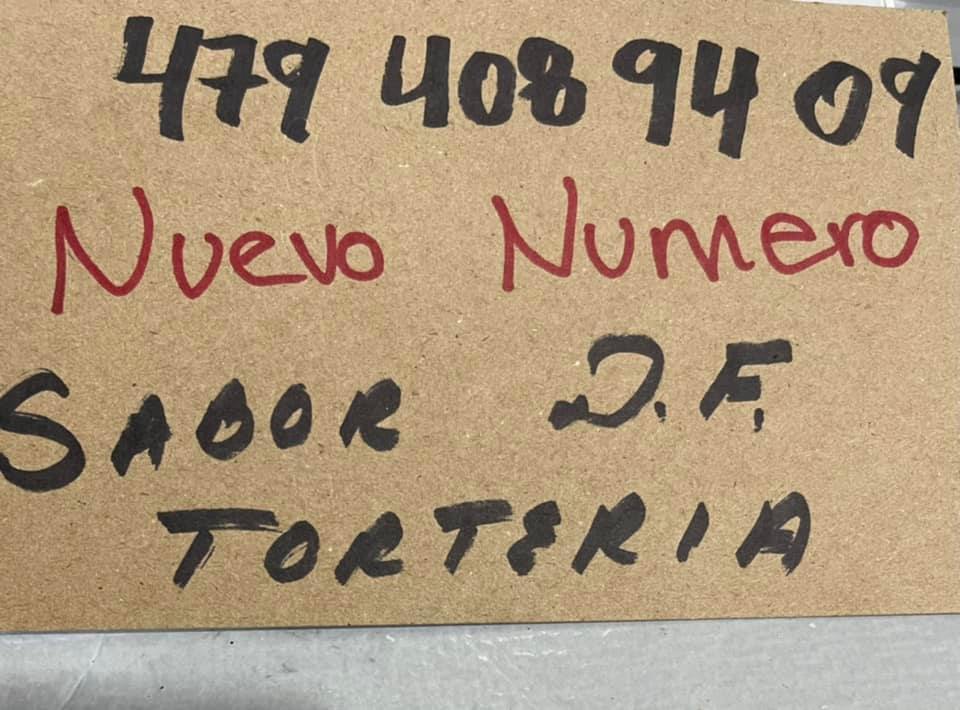 479 408 94 09
Nuevo Numero
SABOR D.F.
TORTERIA